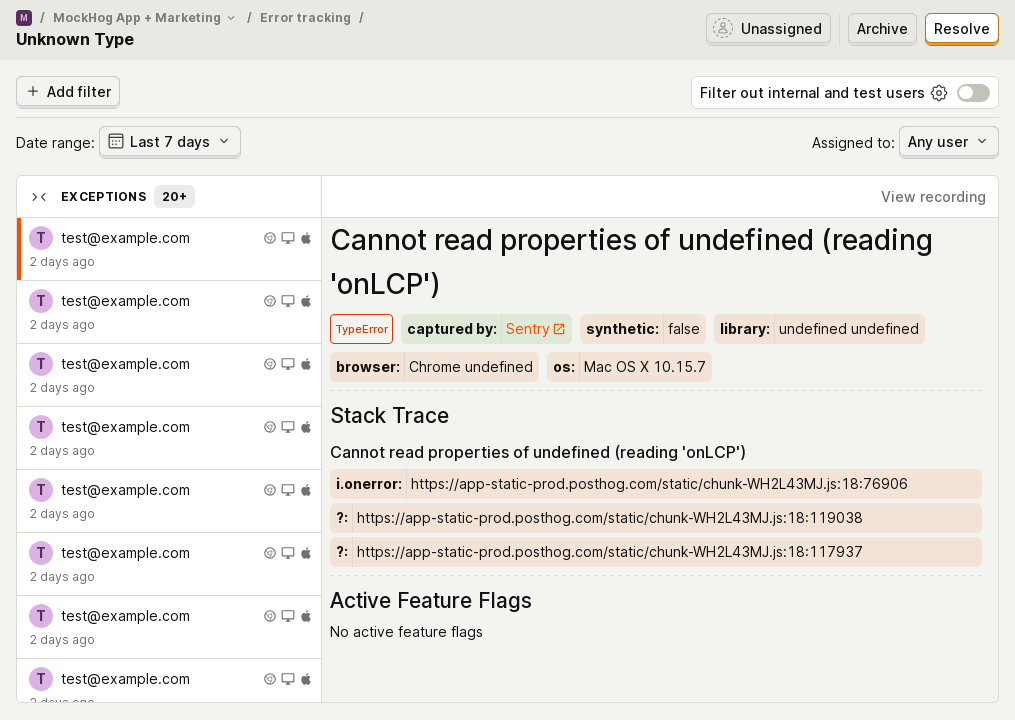 M / MockHog App + Marketing / Error tracking /
Unknown Type
Unassigned Archive Resolve
Add filter
Filter out internal and test users
Date range: Last 7 days
Assigned to: Any user
EXCEPTIONS 20+
View recording
T test@example.com
2 days ago
T test@example.com
2 days ago
T test@example.com
2 days ago
T test@example.com
2 days ago
T test@example.com
2 days ago
T test@example.com
2 days ago
T test@example.com
2 days ago
T test@example.com
2 days ago
Cannot read properties of undefined (reading
'onLCP')
TypeError captured by: Sentry synthetic: false library: undefined undefined
browser: Chrome undefined os: Mac OS X 10.15.7
Stack Trace
Cannot read properties of undefined (reading 'onLCP')
i.onerror: https://app-static-prod.posthog.com/static/chunk-WH2L43MJ.js:18:76906
?: https://app-static-prod.posthog.com/static/chunk-WH2L43MJ.js:18:119038
?: https://app-static-prod.posthog.com/static/chunk-WH2L43MJ.js:18:117937
Active Feature Flags
No active feature flags